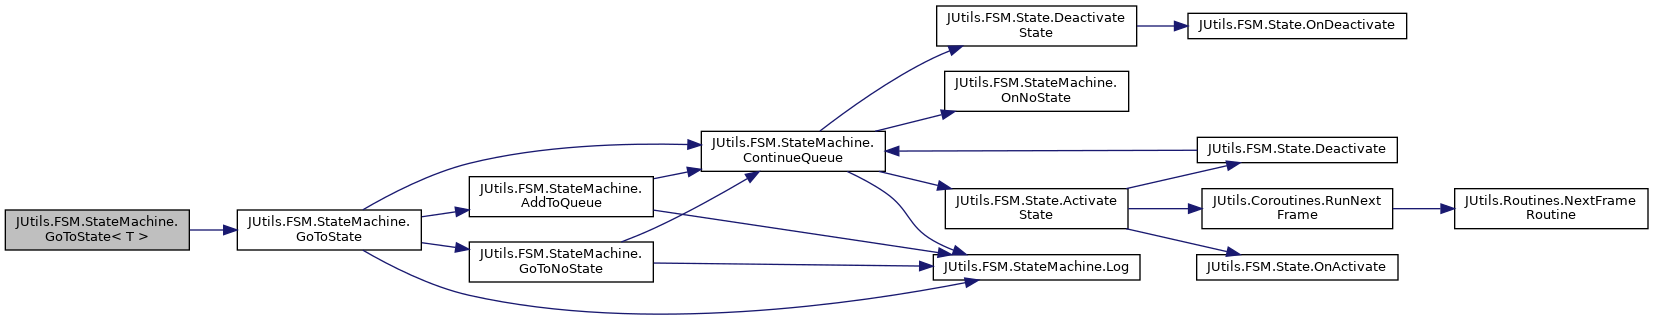 JUtils.FSM.StateMachine.
GoToState< T >
JUtils.FSM.StateMachine.
GoToState
JUtils.FSM.StateMachine.
AddToQueue
JUtils.FSM.StateMachine.
GoToNoState
JUtils.FSM.StateMachine.
ContinueQueue
JUtils.FSM.State.Deactivate
State
JUtils.FSM.StateMachine.
OnNoState
JUtils.FSM.State.Activate
State
JUtils.FSM.StateMachine.Log
JUtils.FSM.State.OnDeactivate
JUtils.FSM.State.Deactivate
JUtils.Coroutines.RunNext
Frame
JUtils.FSM.State.OnActivate
JUtils.Routines.NextFrame
Routine